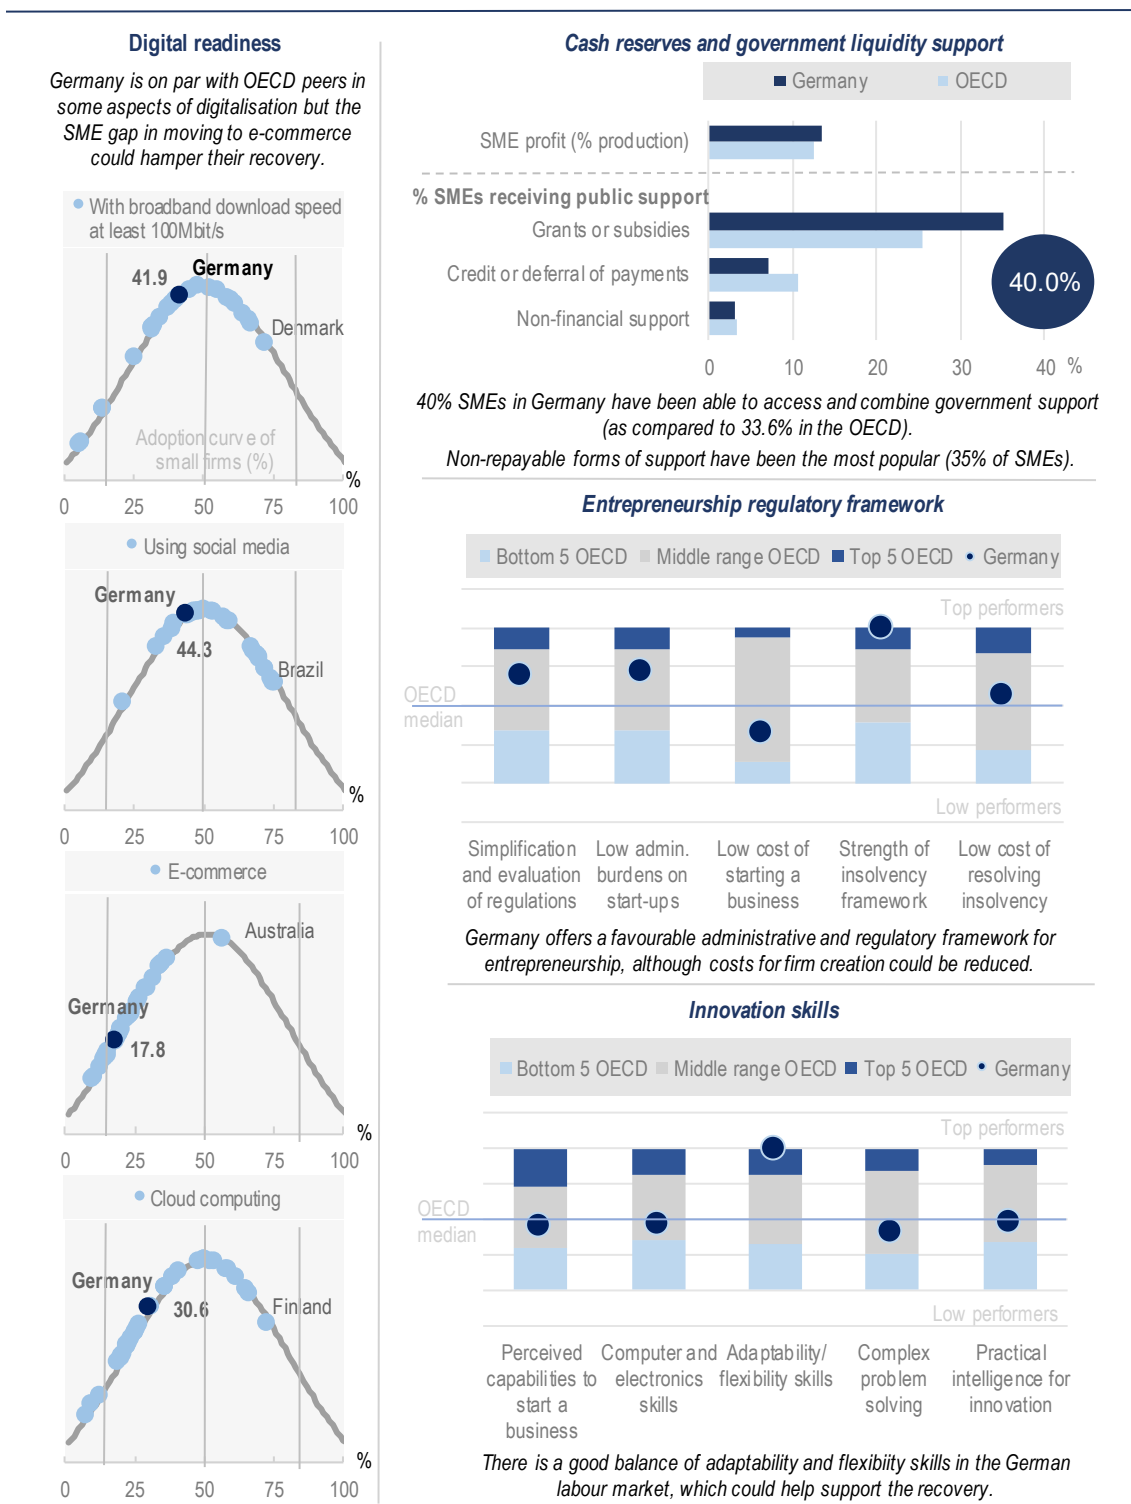 Digital readiness
Germany is on par with OECD peers in
some aspects of digitalisation but the
SME gap in moving to e-commerce
could hamper their recovery.
With broadband download speed
at least 100Mbit/s
41.9
Germany
Denmark
Adoption curve of
small firms (%)
%
0 25 50 75 100
Using social media
Germany
44.3
Brazil
%
0 25 50 75 100
E-commerce
Australia
Germany
17.8
%
0 25 50 75 100
Cloud computing
Germany
30.6
Finland
%
0 25 50 75 100
Cash reserves and government liquidity support
Germany OECD
SME profit (% production)
% SMEs receiving public support
Grants or subsidies
Credit or deferral of payments
Non-financial support
40.0%
0 10 20 30 40 %
40% SMEs in Germany have been able to access and combine government support
(as compared to 33.6% in the OECD).
Non-repayable forms of support have been the most popular (35% of SMEs).
Entrepreneurship regulatory framework
Bottom 5 OECD Middle range OECD Top 5 OECD Germany
Top performers
OECD
median
Low performers
Simplification
and evaluation
of regulations
Low admin.
burdens on
start-ups
Low cost of
starting a
business
Strength of
insolvency
framework
Low cost of
resolving
insolvency
Germany offers a favourable administrative and regulatory framework for
entrepreneurship, although costs for firm creation could be reduced.
Innovation skills
Bottom 5 OECD Middle range OECD Top 5 OECD Germany
Top performers
OECD
median
Low performers
Perceived
capabilities to
start a
business
Computer and
electronics
skills
Adaptability/
flexibility skills
Complex
problem
solving
Practical
intelligence for
innovation
There is a good balance of adaptability and flexibiity skills in the German
labour market, which could help support the recovery.